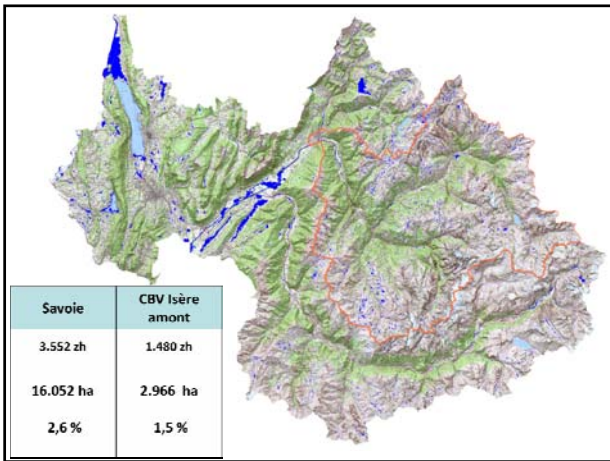 Savoie CBV Isère
amont
3.552 zh 1.480 zh
16.052 ha 2.966 ha
2,6 % 1,5 %